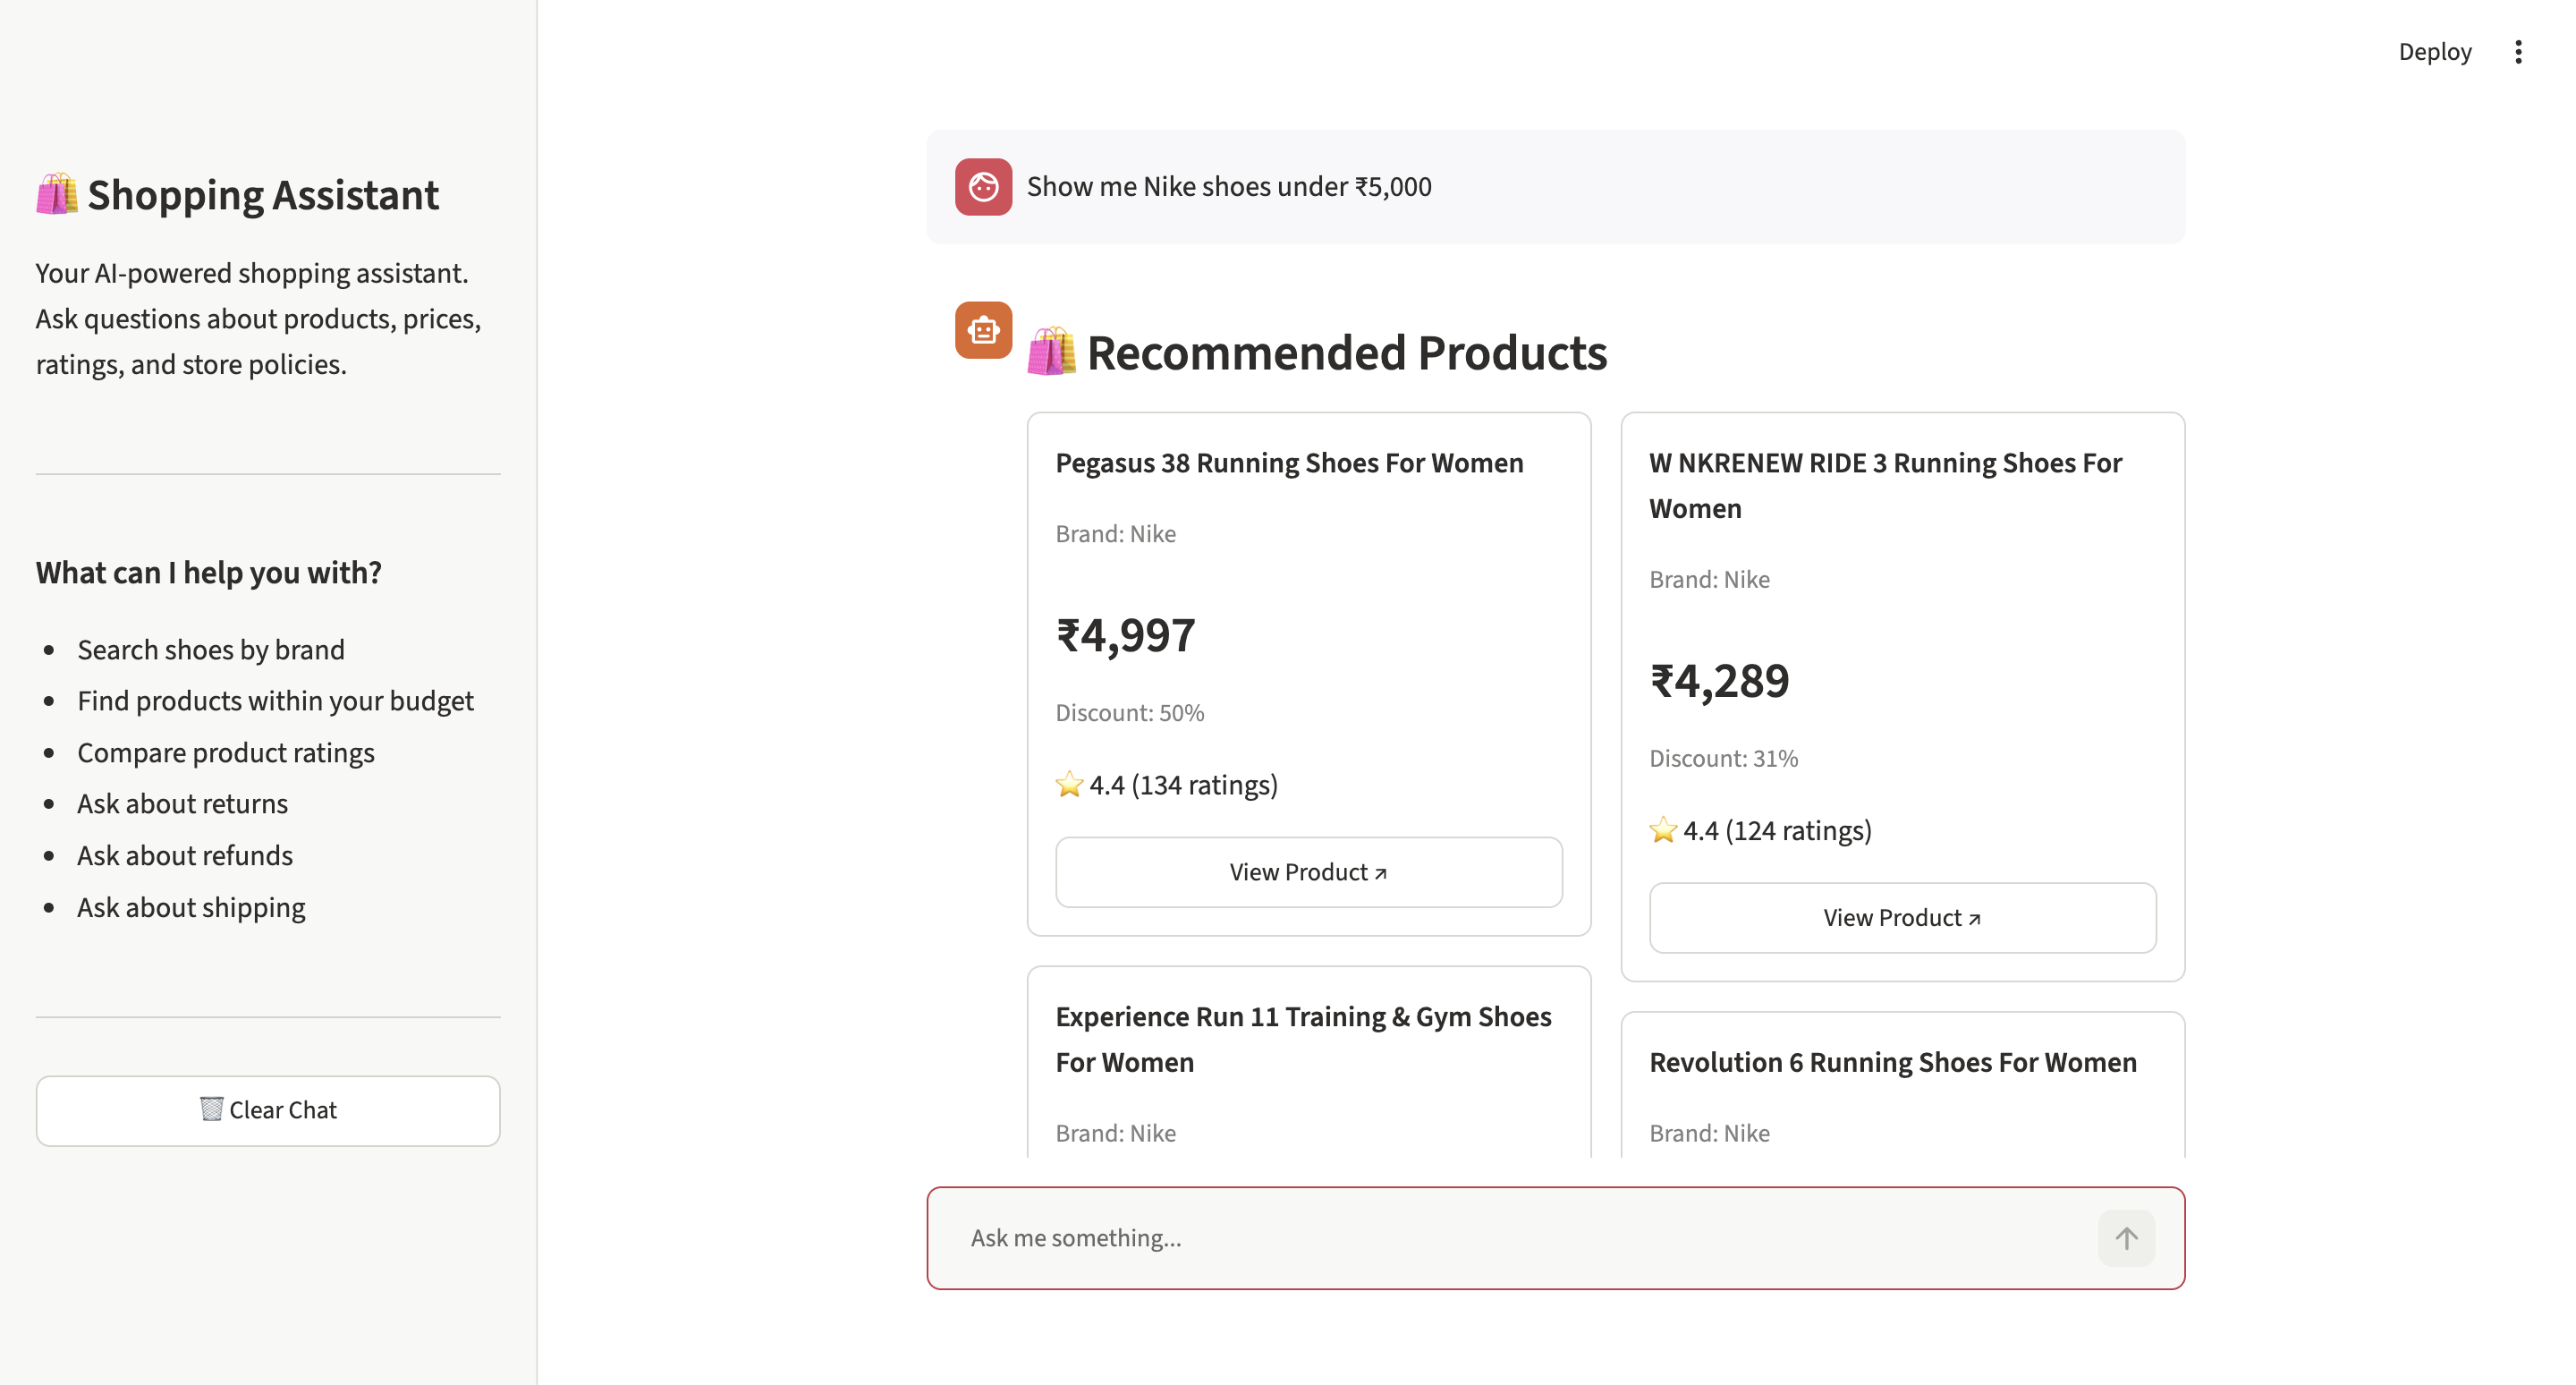 Deploy
🛍️ Shopping Assistant
Your AI-powered shopping assistant.
Ask questions about products, prices,
ratings, and store policies.
What can I help you with?
• Search shoes by brand
• Find products within your budget
• Compare product ratings
• Ask about returns
• Ask about refunds
• Ask about shipping
🗑️ Clear Chat
Show me Nike shoes under ₹5,000
🛍️ Recommended Products
Pegasus 38 Running Shoes For Women
Brand: Nike
₹4,997
Discount: 50%
⭐ 4.4 (134 ratings)
View Product ↗
W NKRENEW RIDE 3 Running Shoes For
Women
Brand: Nike
₹4,289
Discount: 31%
⭐ 4.4 (124 ratings)
View Product ↗
Experience Run 11 Training & Gym Shoes
For Women
Brand: Nike
Revolution 6 Running Shoes For Women
Brand: Nike
Ask me something...